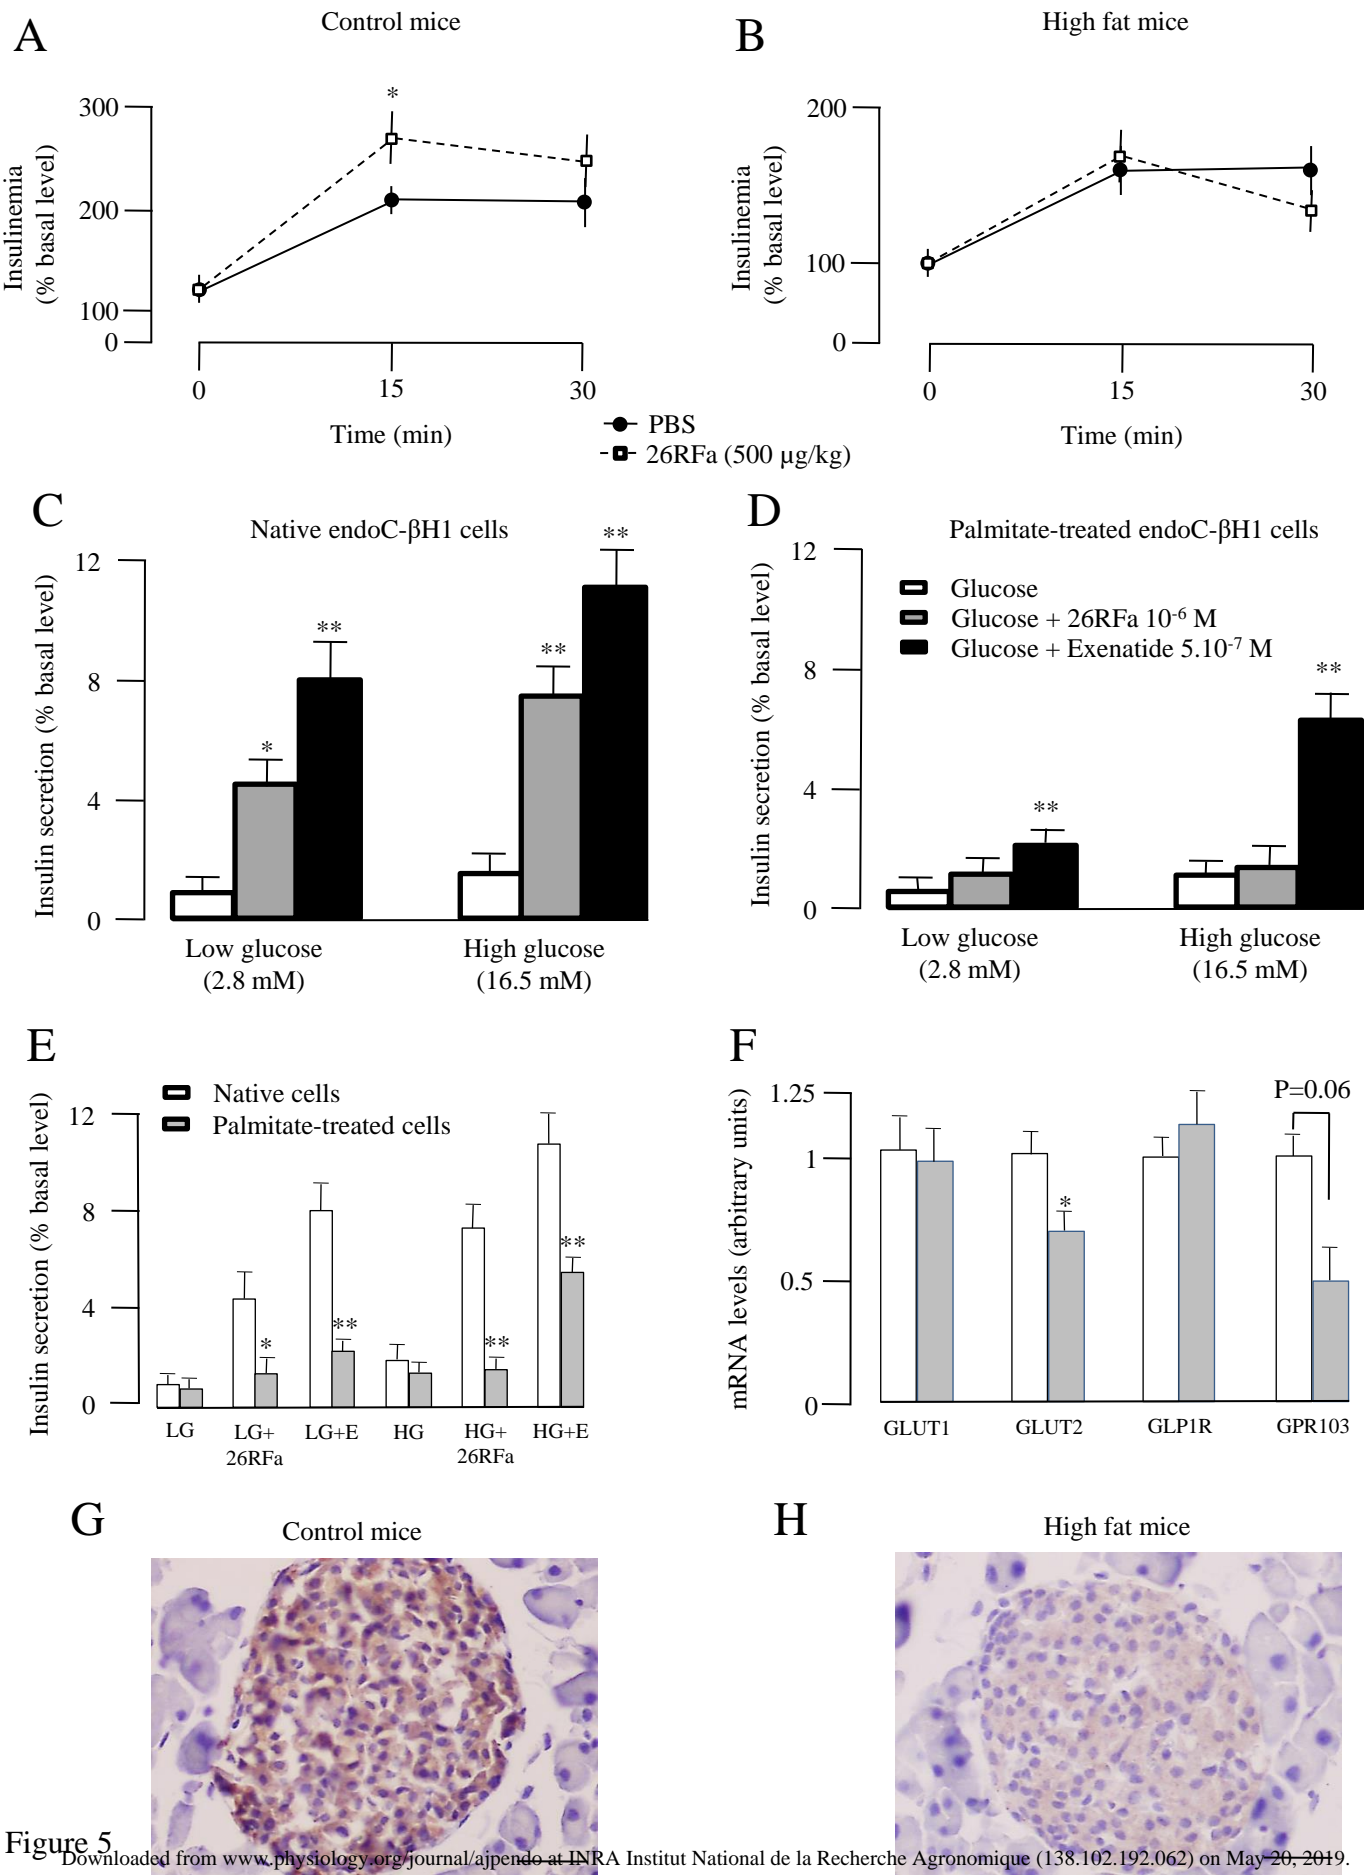 A
Control mice
Insulinemia
(% basal level)
300
200
100
0
*
0
15
30
Time (min)
B
High fat mice
Insulinemia
(% basal level)
200
100
0
0
15
30
Time (min)
PBS
26RFa (500 µg/kg)
C
Native endoC-βH1 cells
Insulin secretion (% basal level)
12
8
4
0
*
**
**
**
Low glucose
(2.8 mM)
High glucose
(16.5 mM)
D
Palmitate-treated endoC-βH1 cells
Glucose
Glucose + 26RFa 10-6 M
Glucose + Exenatide 5.10-7 M
Insulin secretion (% basal level)
12
8
4
0
**
**
Low glucose
(2.8 mM)
High glucose
(16.5 mM)
E
Native cells
Palmitate-treated cells
Insulin secretion (% basal level)
12
8
4
0
*
**
**
**
LG
LG+
26RFa
LG+E
HG
HG+
26RFa
HG+E
F
mRNA levels (arbitrary units)
1.25
1
0.5
0
*
P=0.06
GLUT1
GLUT2
GLP1R
GPR103
G
Control mice
H
High fat mice
Figure 5
Downloaded from www.physiology.org/journal/ajpendo at INRA Institut National de la Recherche Agronomique (138.102.192.062) on May 20, 2019.